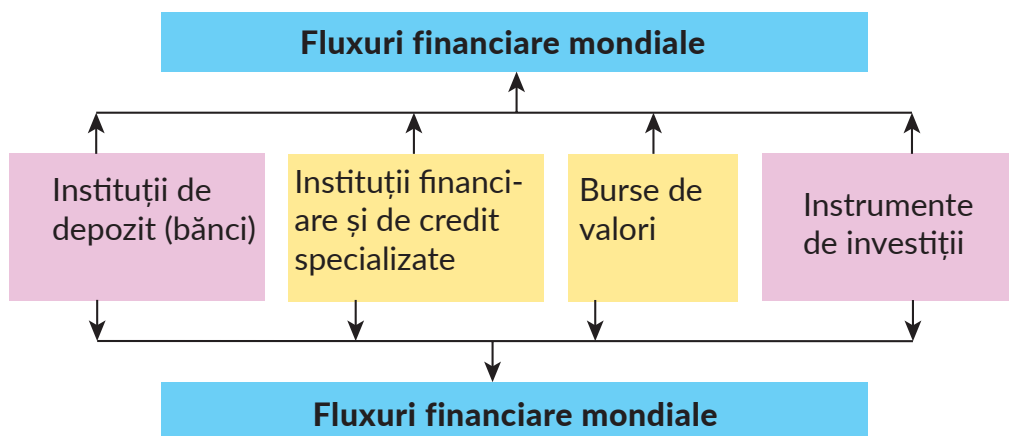 Fluxuri financiare mondiale
Instituții de
depozit (bănci)
Instituții financi-
are și de credit
specializate
Burse de
valori
Instrumente
de investiții
Fluxuri financiare mondiale